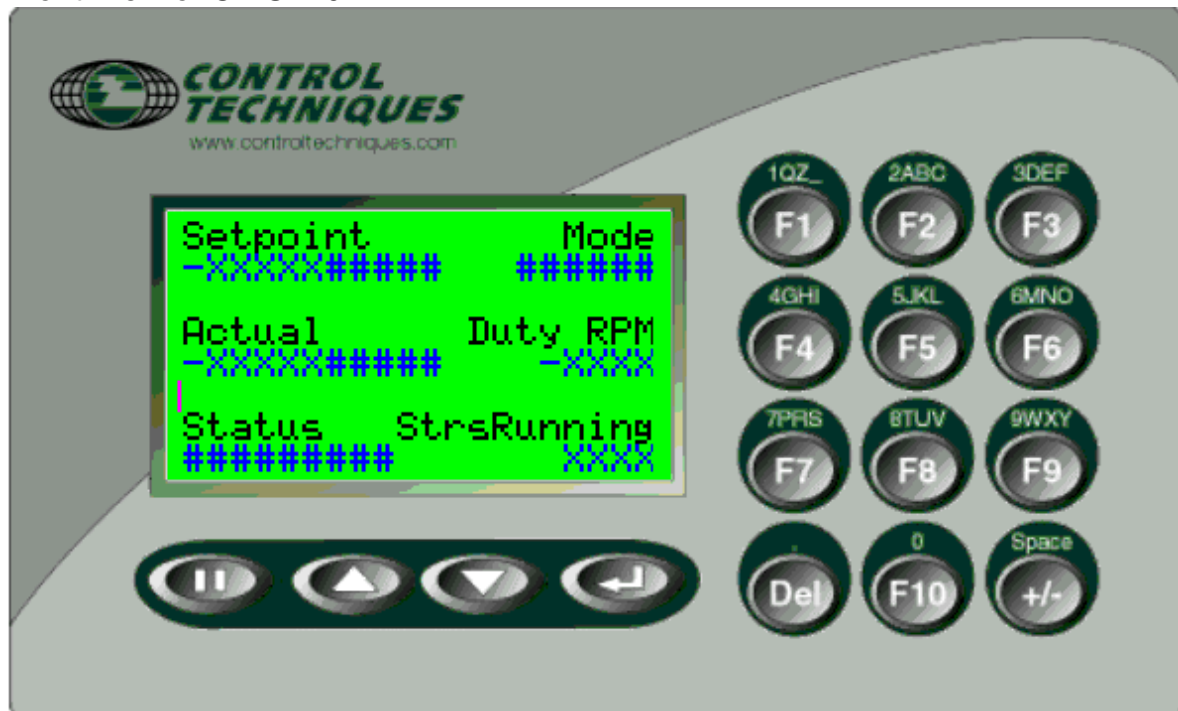 CONTROL
TECHNIQUES
www.controltechniques.com
Setpoint Mode
-XXXXX##### ######
Actual Duty RPM
-XXXXX##### -XXXX
Status StrsRunning
######### XXXX
1QZ_ 2ABC 3DEF
F1 F2 F3
4GHI 5JKL 6MNO
F4 F5 F6
7PRS 8TUV 9WXY
F7 F8 F9
. 0 Space
Del F10 +/-